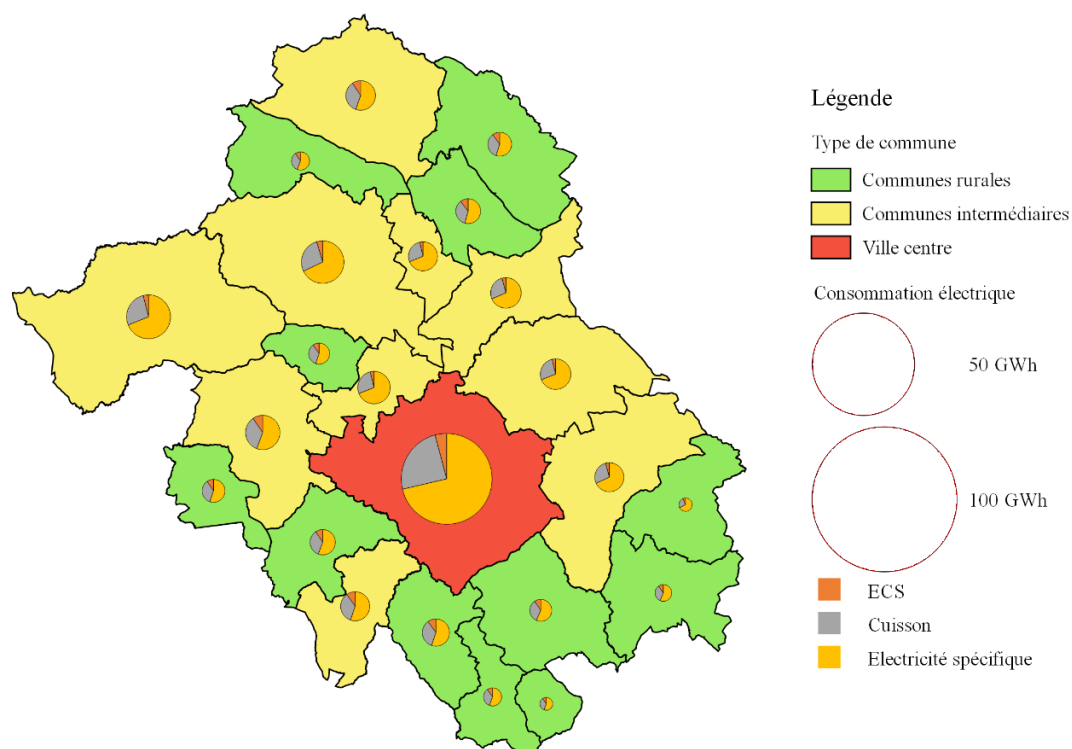 Légende
Type de commune
Communes rurales
Communes intermédiaires
Ville centre
Consommation électrique
50 GWh
100 GWh
ECS
Cuisson
Electricité spécifique